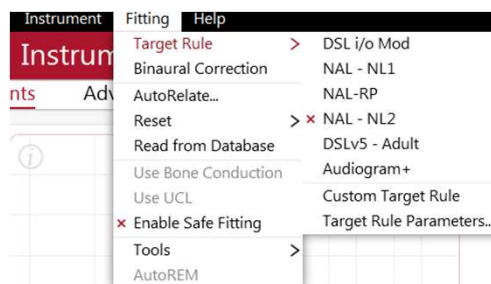 Instrument Fitting Help
Instrum
nts Adv
Target Rule >
Binaural Correction
AutoRelate...
Reset >
Read from Database
Use Bone Conduction
Use UCL
× Enable Safe Fitting
Tools >
AutoREM
DSL i/o Mod
NAL - NL1
NAL-RP
× NAL - NL2
DSLv5 - Adult
Audiogram+
Custom Target Rule
Target Rule Parameters..